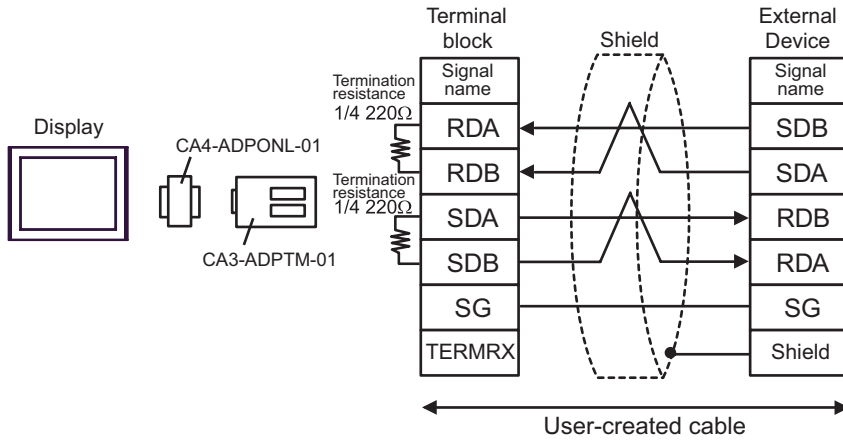 Display
CA4-ADPONL-01
CA3-ADPTM-01
Termination
resistance
1/4 220Ω
Termination
resistance
1/4 220Ω
Terminal
block
Signal
name
RDA
RDB
SDA
SDB
SG
TERMRX
Shield
External
Device
Signal
name
SDB
SDA
RDB
RDA
SG
Shield
User-created cable